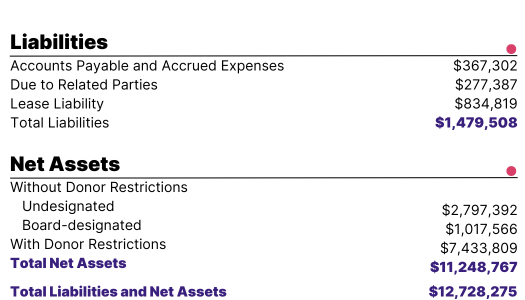 Liabilities
Accounts Payable and Accrued Expenses $367,302
Due to Related Parties $277,387
Lease Liability $834,819
Total Liabilities $1,479,508
Net Assets
Without Donor Restrictions
Undesignated $2,797,392
Board-designated $1,017,566
With Donor Restrictions $7,433,809
Total Net Assets $11,248,767
Total Liabilities and Net Assets $12,728,275